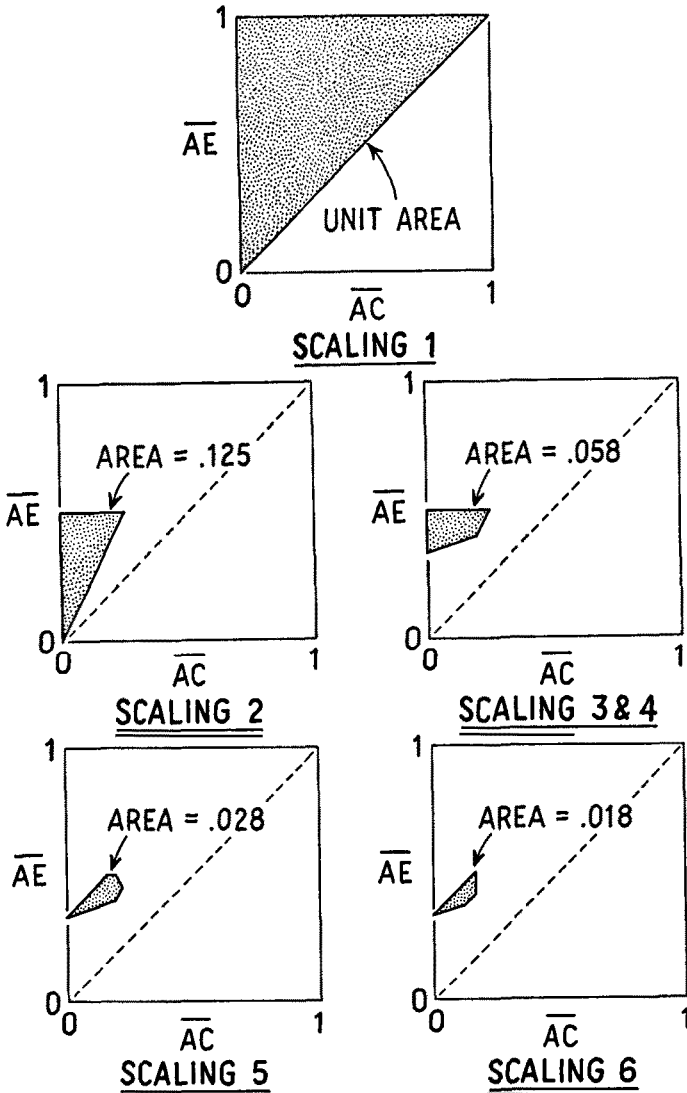 1
AE
UNIT AREA
0
0
1
AC
SCALING 1
1
AREA = .125
AE
0
0
1
AC
SCALING 2
1
AREA = .058
AE
0
0
1
AC
SCALING 3 & 4
1
AREA = .028
AE
0
0
1
AC
SCALING 5
1
AREA = .018
AE
0
0
1
AC
SCALING 6